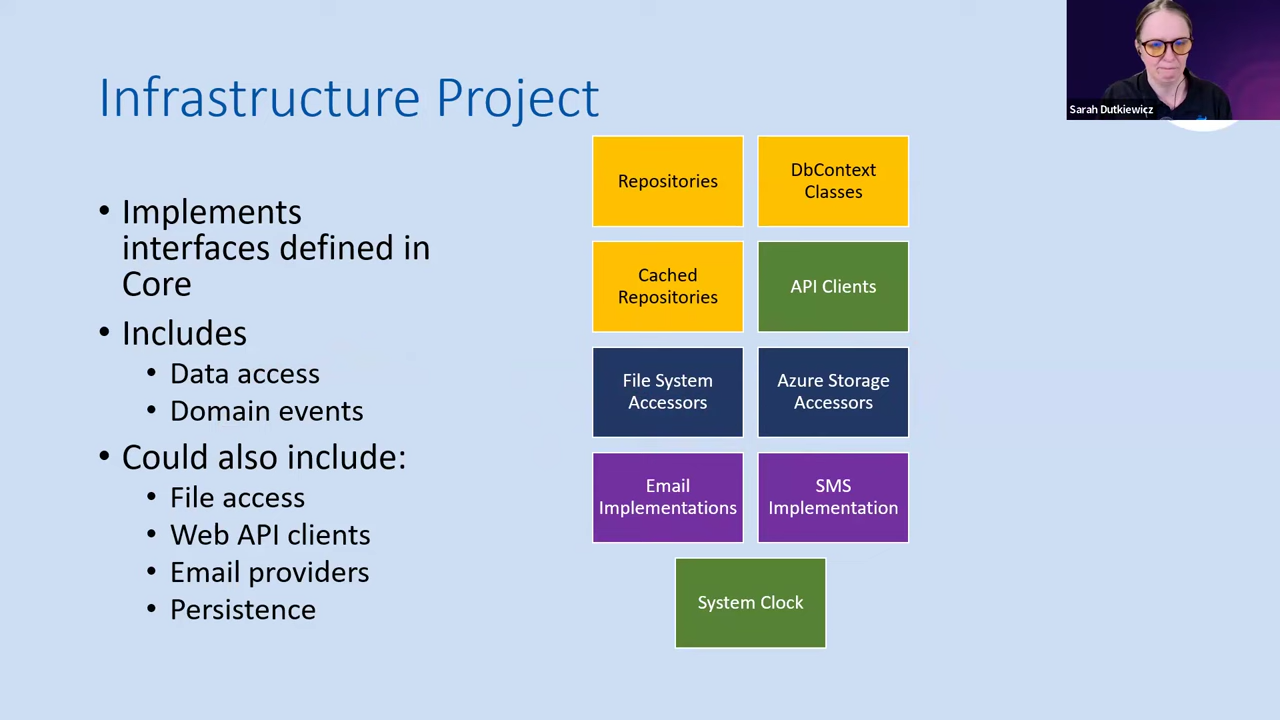 Infrastructure Project
Sarah Dutkiewicz
• Implements
interfaces defined in
Core
• Includes
• Data access
• Domain events
• Could also include:
• File access
• Web API clients
• Email providers
• Persistence
Repositories
DbContext
Classes
Cached
Repositories
API Clients
File System
Accessors
Azure Storage
Accessors
Email
Implementations
SMS
Implementation
System Clock